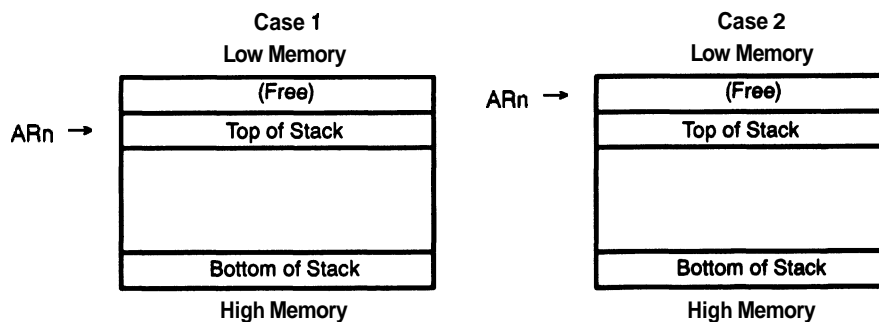 Case 1
Low Memory
(Free)
ARn →
Top of Stack
Bottom of Stack
High Memory
Case 2
Low Memory
ARn →
(Free)
Top of Stack
Bottom of Stack
High Memory